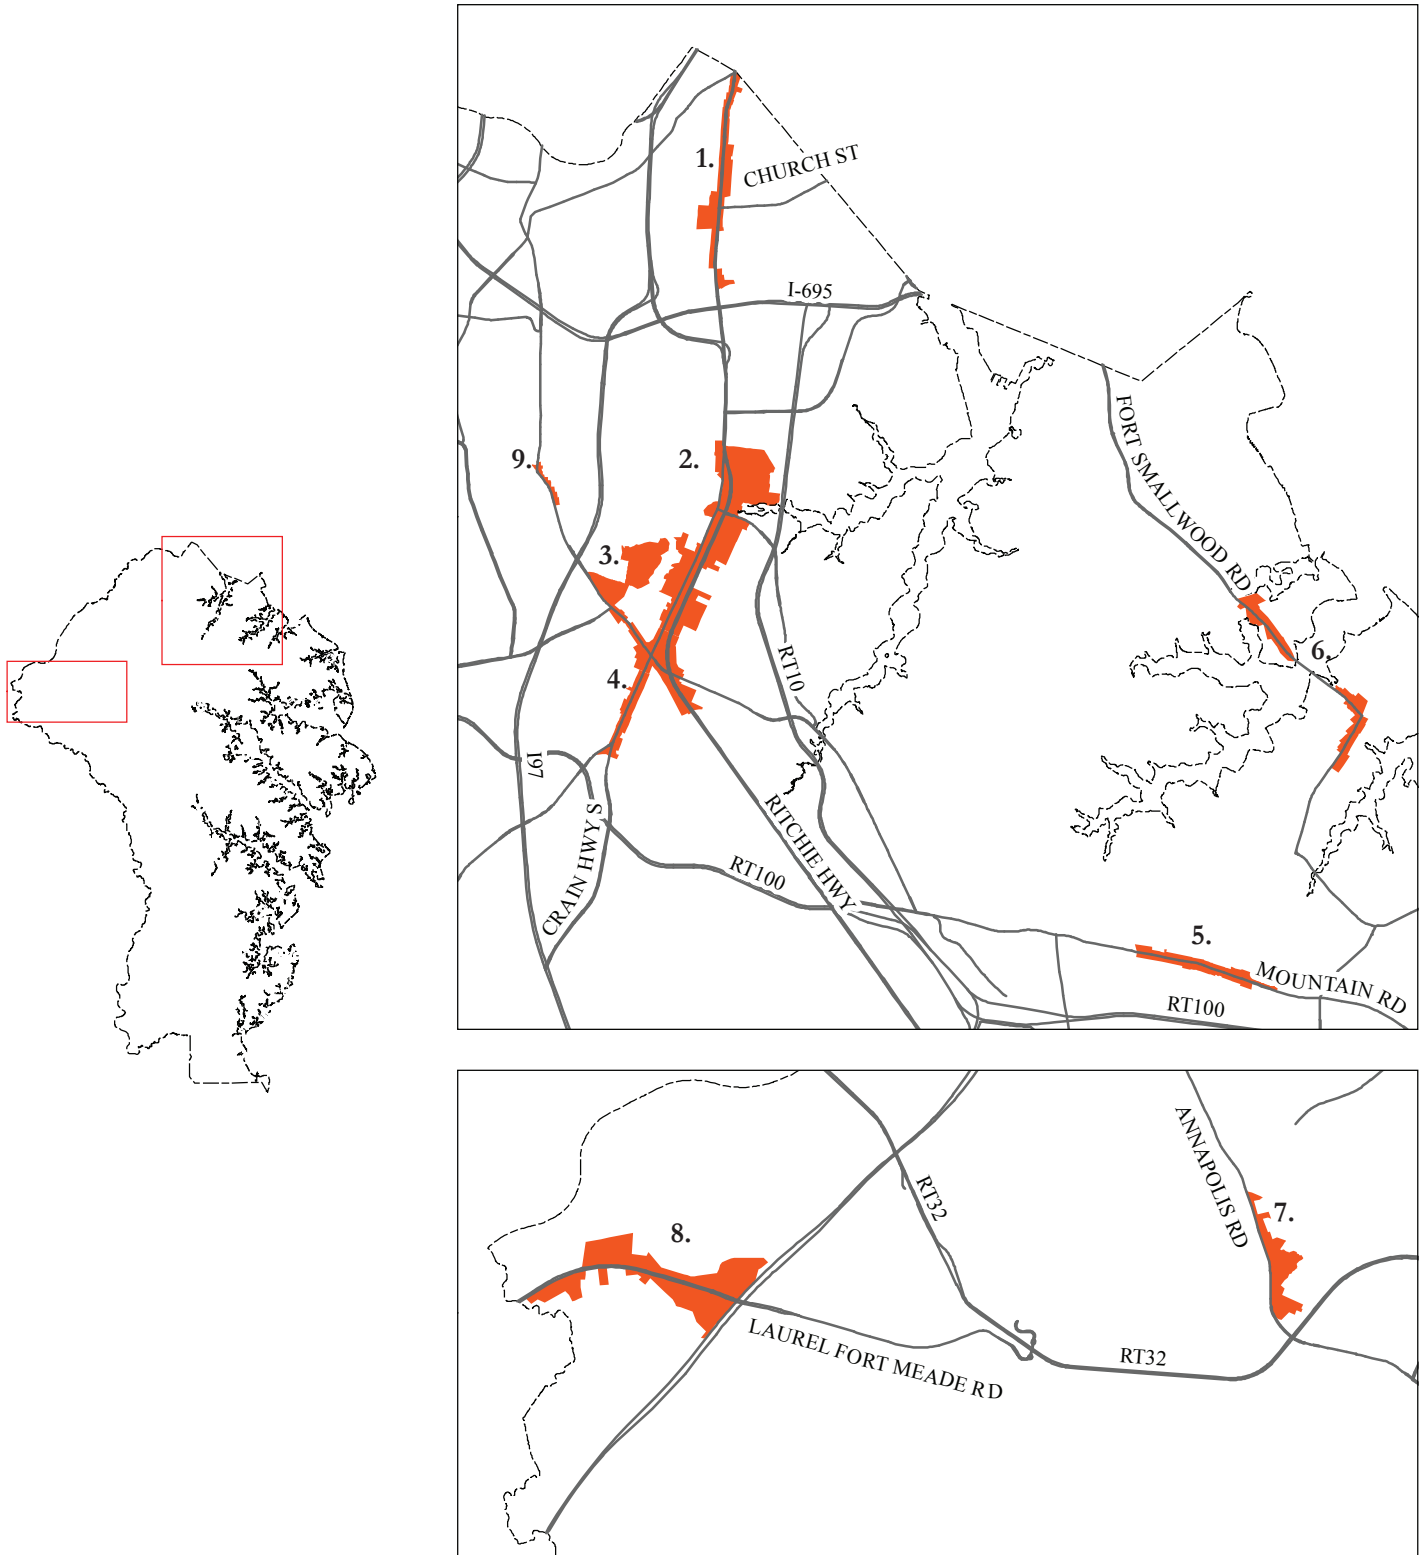 1.
CHURCH ST
I-695
FORT SMALLWOOD RD
9.
2.
3.
6.
4.
RT10
I97
CRAIN HWY S
RITCHIE HWY
RT100
5.
MOUNTAIN RD
RT100
ANNAPOLIS RD
RT32
7.
8.
LAUREL FORT MEADE RD
RT32